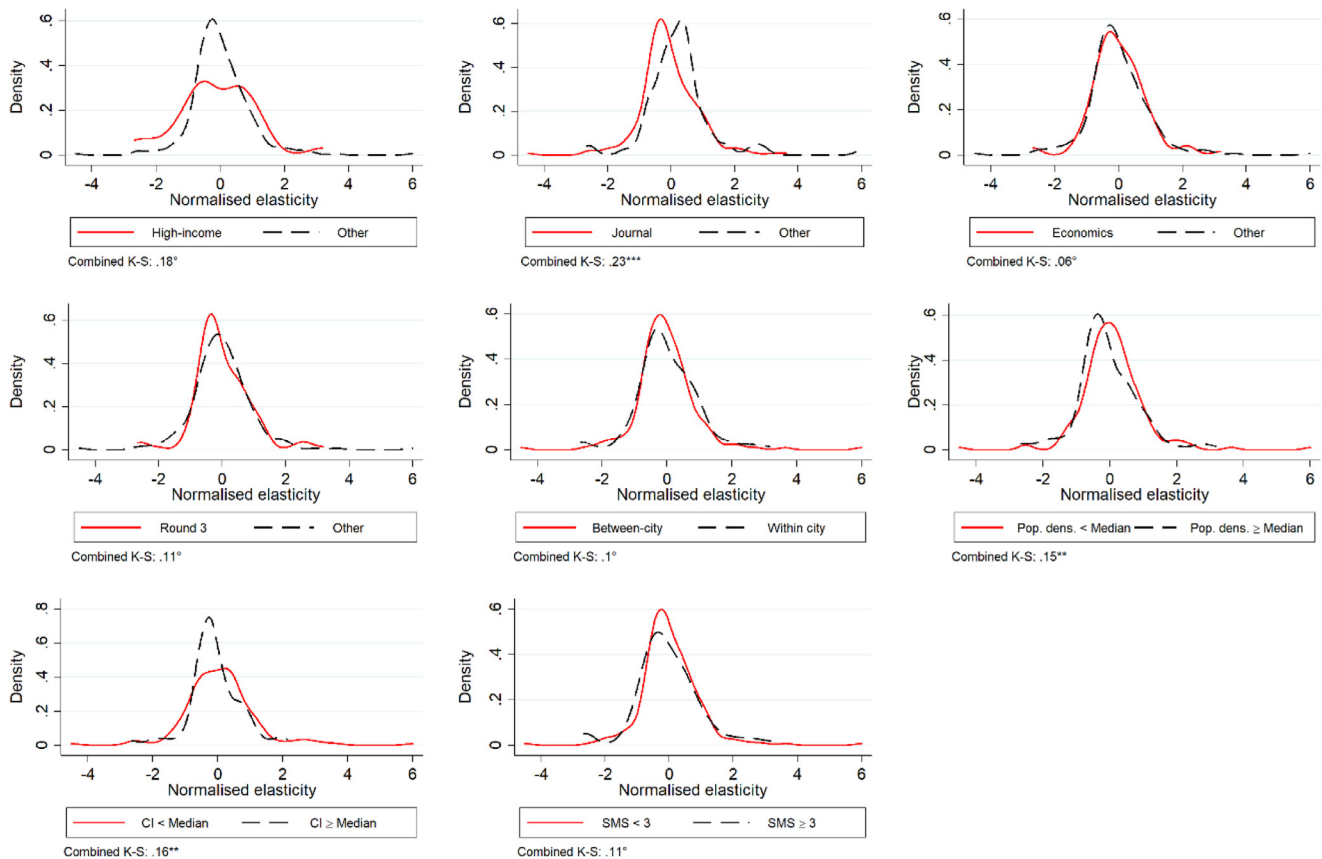 Density
.6
.4
.2
0
-4 -2 0 2 4 6
Normalised elasticity
High-income Other
Combined K-S: .18°
Density
.6
.4
.2
0
-4 -2 0 2 4 6
Normalised elasticity
Journal Other
Combined K-S: .23***
Density
.6
.4
.2
0
-4 -2 0 2 4 6
Normalised elasticity
Economics Other
Combined K-S: .06°
Density
.6
.4
.2
0
-4 -2 0 2 4 6
Normalised elasticity
Round 3 Other
Combined K-S: .11°
Density
.6
.4
.2
0
-4 -2 0 2 4 6
Normalised elasticity
Between-city Within city
Combined K-S: .1°
Density
.6
.4
.2
0
-4 -2 0 2 4 6
Normalised elasticity
Pop. dens. < Median Pop. dens. ≥ Median
Combined K-S: .15**
Density
.8
.6
.4
.2
0
-4 -2 0 2 4 6
Normalised elasticity
CI < Median CI ≥ Median
Combined K-S: .16**
Density
.6
.4
.2
0
-4 -2 0 2 4 6
Normalised elasticity
SMS < 3 SMS ≥ 3
Combined K-S: .11°